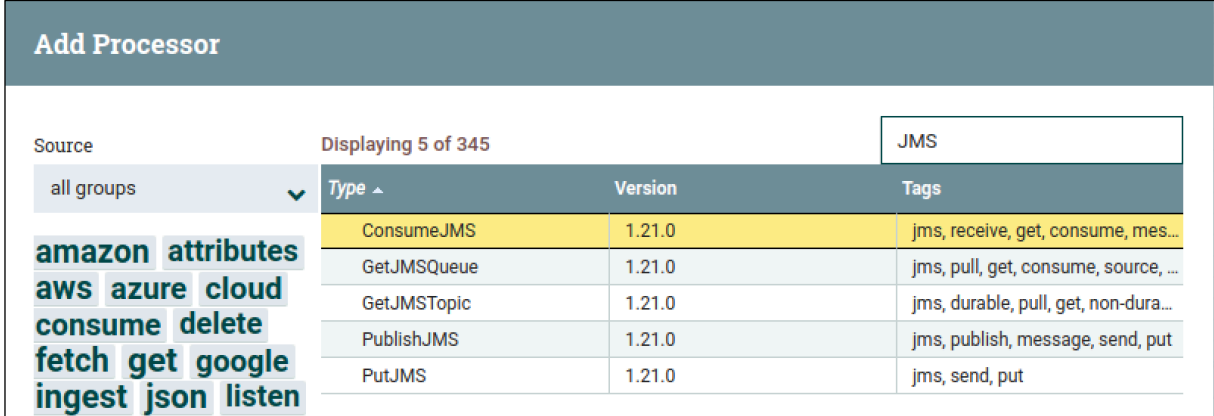 Add Processor
Source
all groups
amazon attributes
aws azure cloud
consume delete
fetch get google
ingest json listen
Displaying 5 of 345
JMS
Type Version Tags
ConsumeJMS 1.21.0 jms, receive, get, consume, mes...
GetJMSQueue 1.21.0 jms, pull, get, consume, source, ...
GetJMSTopic 1.21.0 jms, durable, pull, get, non-dura...
PublishJMS 1.21.0 jms, publish, message, send, put
PutJMS 1.21.0 jms, send, put